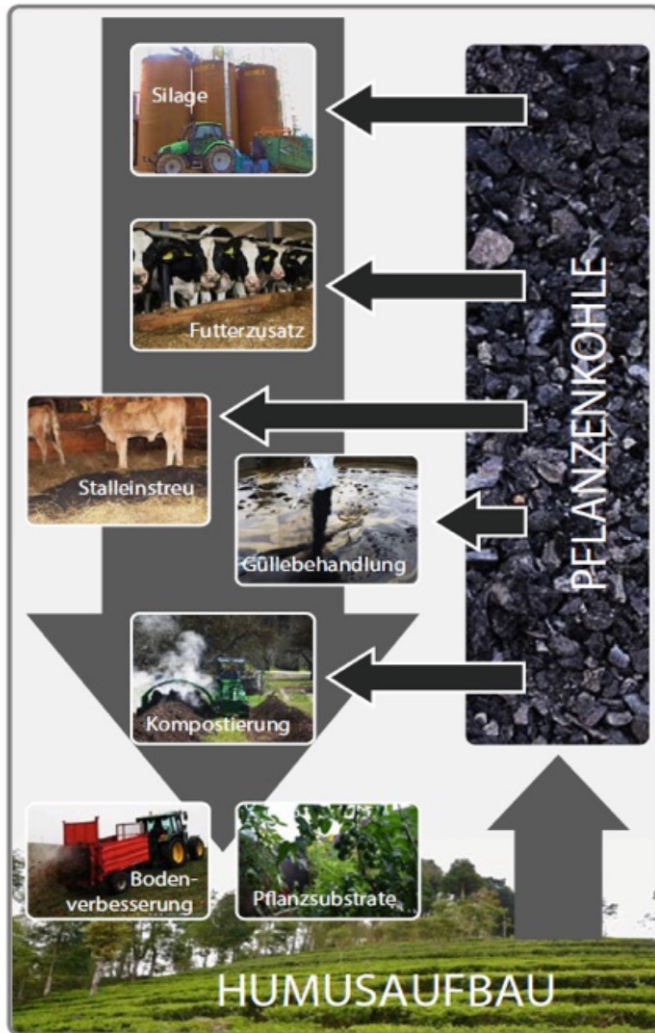 Silage
Futterzusatz
Stalleinstreu
Güllebehandlung
Kompostierung
Boden-
verbesserung
Pflanzsubstrate
PFLANZENKOHLE
HUMUSAUFBAU